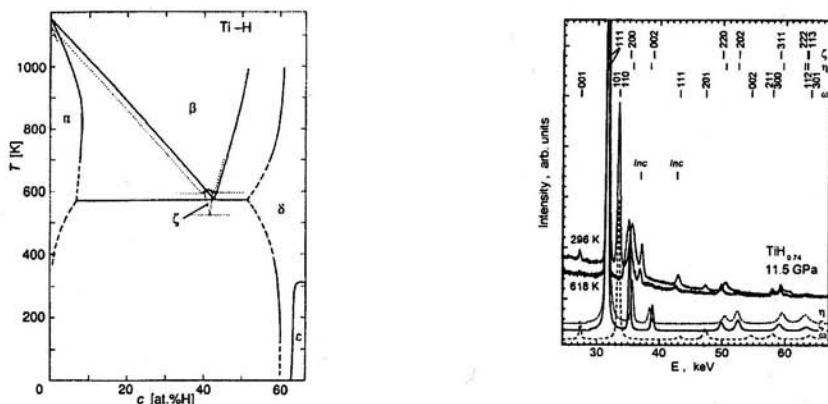 Ti –H
1000
800
600
400
200
0
T [K]
α
β
ζ
δ
ε
0
20
40
60
c [at.%H]
111 200 002 220 202 311 222 113 ζ
η
001 101 110 111 201 002 211 300 112 301 ω
Inc Inc
296 K
618 K
TiH0.74
11.5 GPa
η
ζ
ω
Intensity, arb. units
30 40 50 60
E , keV